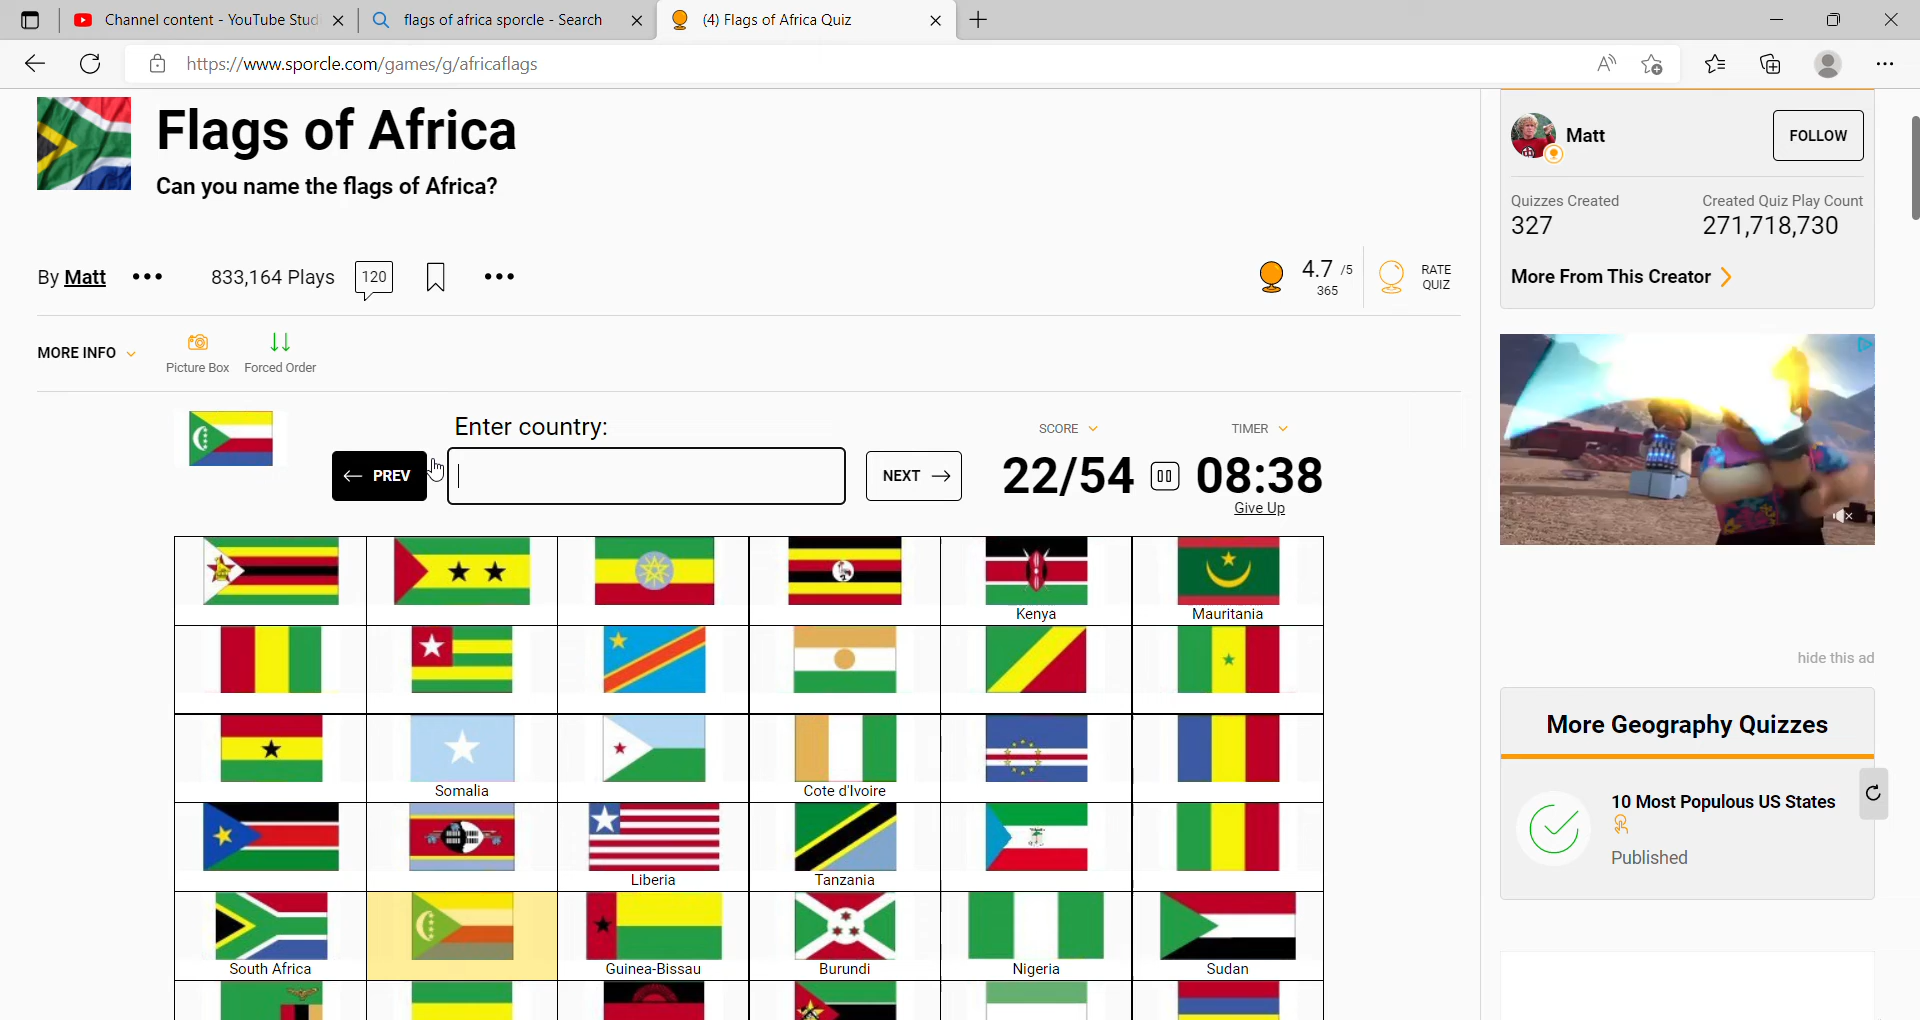 Channel content - YouTube Stud
flags of africa sporcle - Search
(4) Flags of Africa Quiz
https://www.sporcle.com/games/g/africaflags
Flags of Africa
Can you name the flags of Africa?
By Matt
833,164 Plays
120
4.7 /5
365
RATE
QUIZ
MORE INFO
Picture Box
Forced Order
Enter country:
PREV
NEXT
SCORE
22/54
TIMER
08:38
Give Up
Kenya
Mauritania
Somalia
Cote d'Ivoire
Liberia
Tanzania
South Africa
Guinea-Bissau
Burundi
Nigeria
Sudan
Matt
FOLLOW
Quizzes Created
327
Created Quiz Play Count
271,718,730
More From This Creator
hide this ad
More Geography Quizzes
10 Most Populous US States
Published